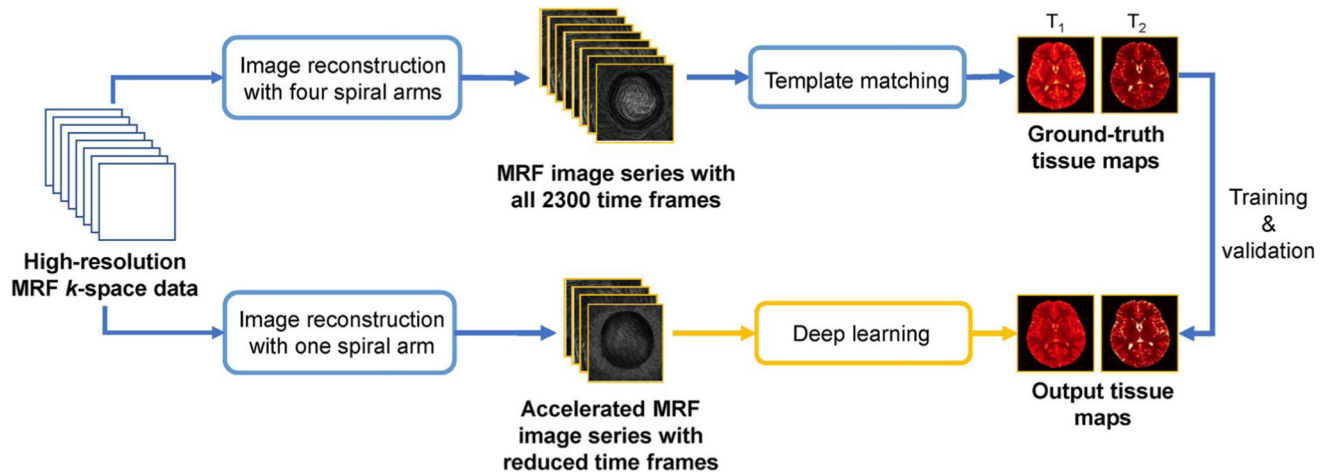 Image reconstruction
with four spiral arms
MRF image series with
all 2300 time frames
Template matching
T₁ T₂
Ground-truth
tissue maps
Training
&
validation
High-resolution
MRF k-space data
Image reconstruction
with one spiral arm
Accelerated MRF
image series with
reduced time frames
Deep learning
Output tissue
maps